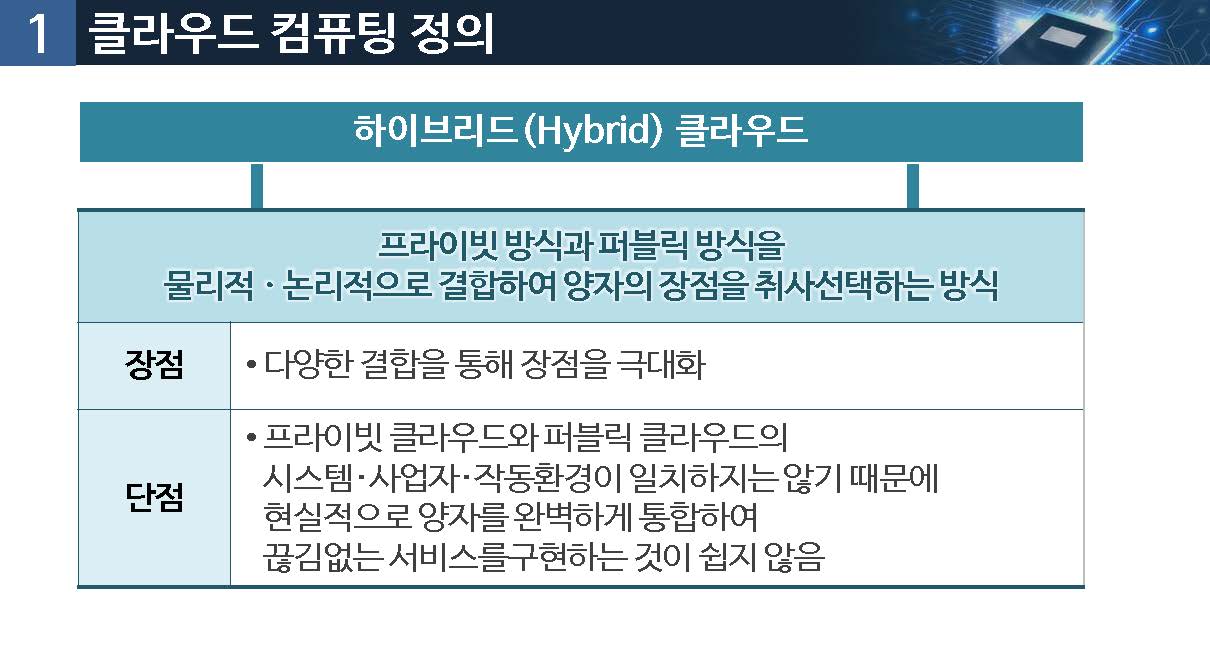 1 클라우드 컴퓨팅 정의
하이브리드(Hybrid) 클라우드
프라이빗 방식과 퍼블릭 방식을
물리적·논리적으로 결합하여 양자의 장점을 취사선택하는 방식
장점
• 다양한 결합을 통해 장점을 극대화
단점
• 프라이빗 클라우드와 퍼블릭 클라우드의
시스템·사업자·작동환경이 일치하지는 않기 때문에
현실적으로 양자를 완벽하게 통합하여
끊김없는 서비스를구현하는 것이 쉽지 않음